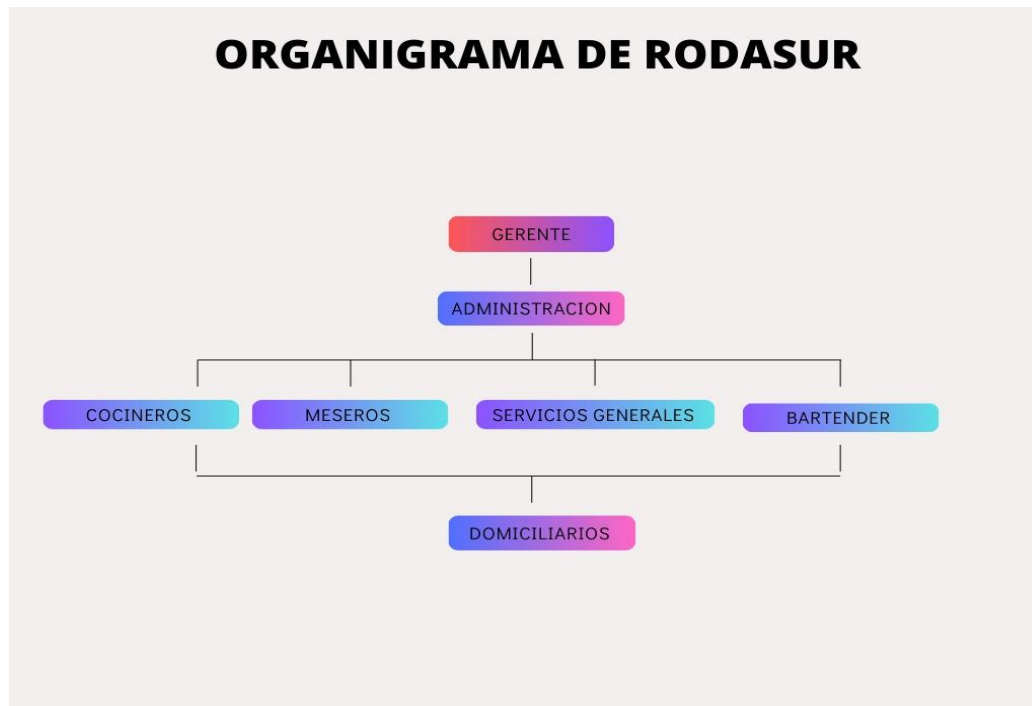 ORGANIGRAMA DE RODASUR
GERENTE
ADMINISTRACION
COCINEROS
MESEROS
SERVICIOS GENERALES
BARTENDER
DOMICILIARIOS